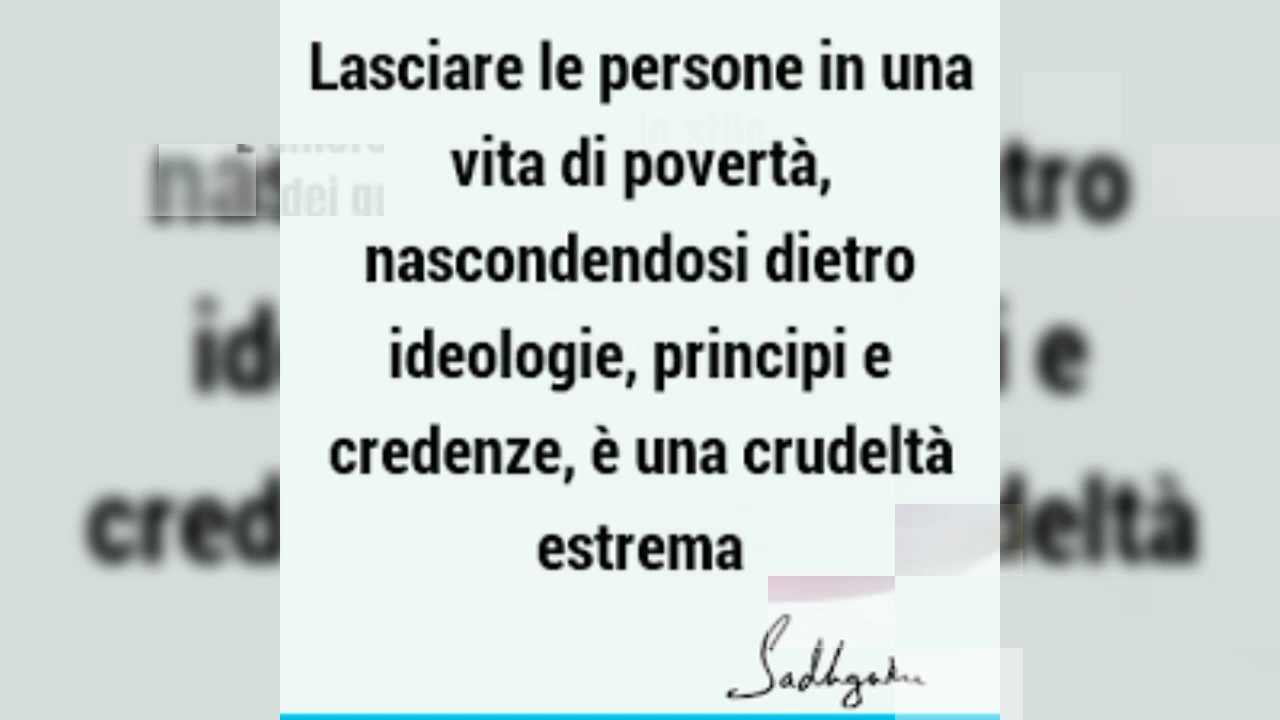 Lasciare le persone in una
vita di povertà,
nascondendosi dietro
ideologie, principi e
credenze, è una crudeltà
estrema
Sadhguru